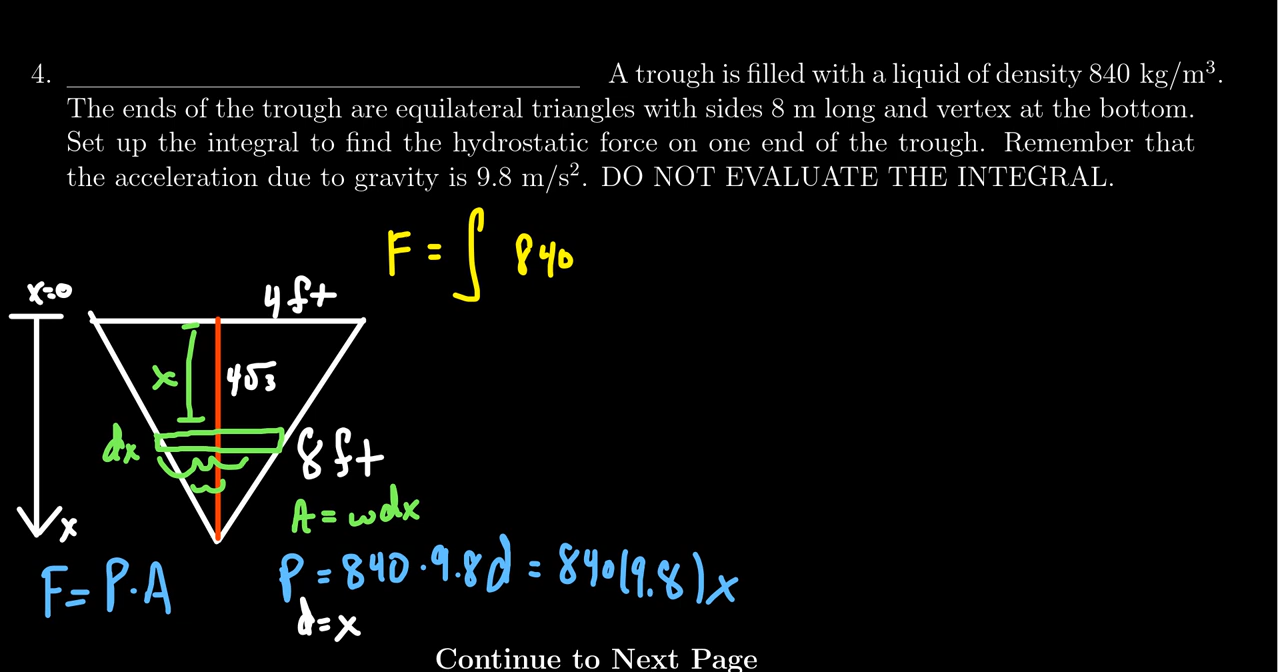 4. ______________________ A trough is filled with a liquid of density 840 kg/m³.
The ends of the trough are equilateral triangles with sides 8 m long and vertex at the bottom.
Set up the integral to find the hydrostatic force on one end of the trough. Remember that
the acceleration due to gravity is 9.8 m/s². DO NOT EVALUATE THE INTEGRAL.
F = ∫ 840
x=0
4 ft
x
4√3
dx
8 ft
w
A = w dx
x
P = 840 · 9.8 d = 840(9.8) x
F = P · A
d = x
Continue to Next Page